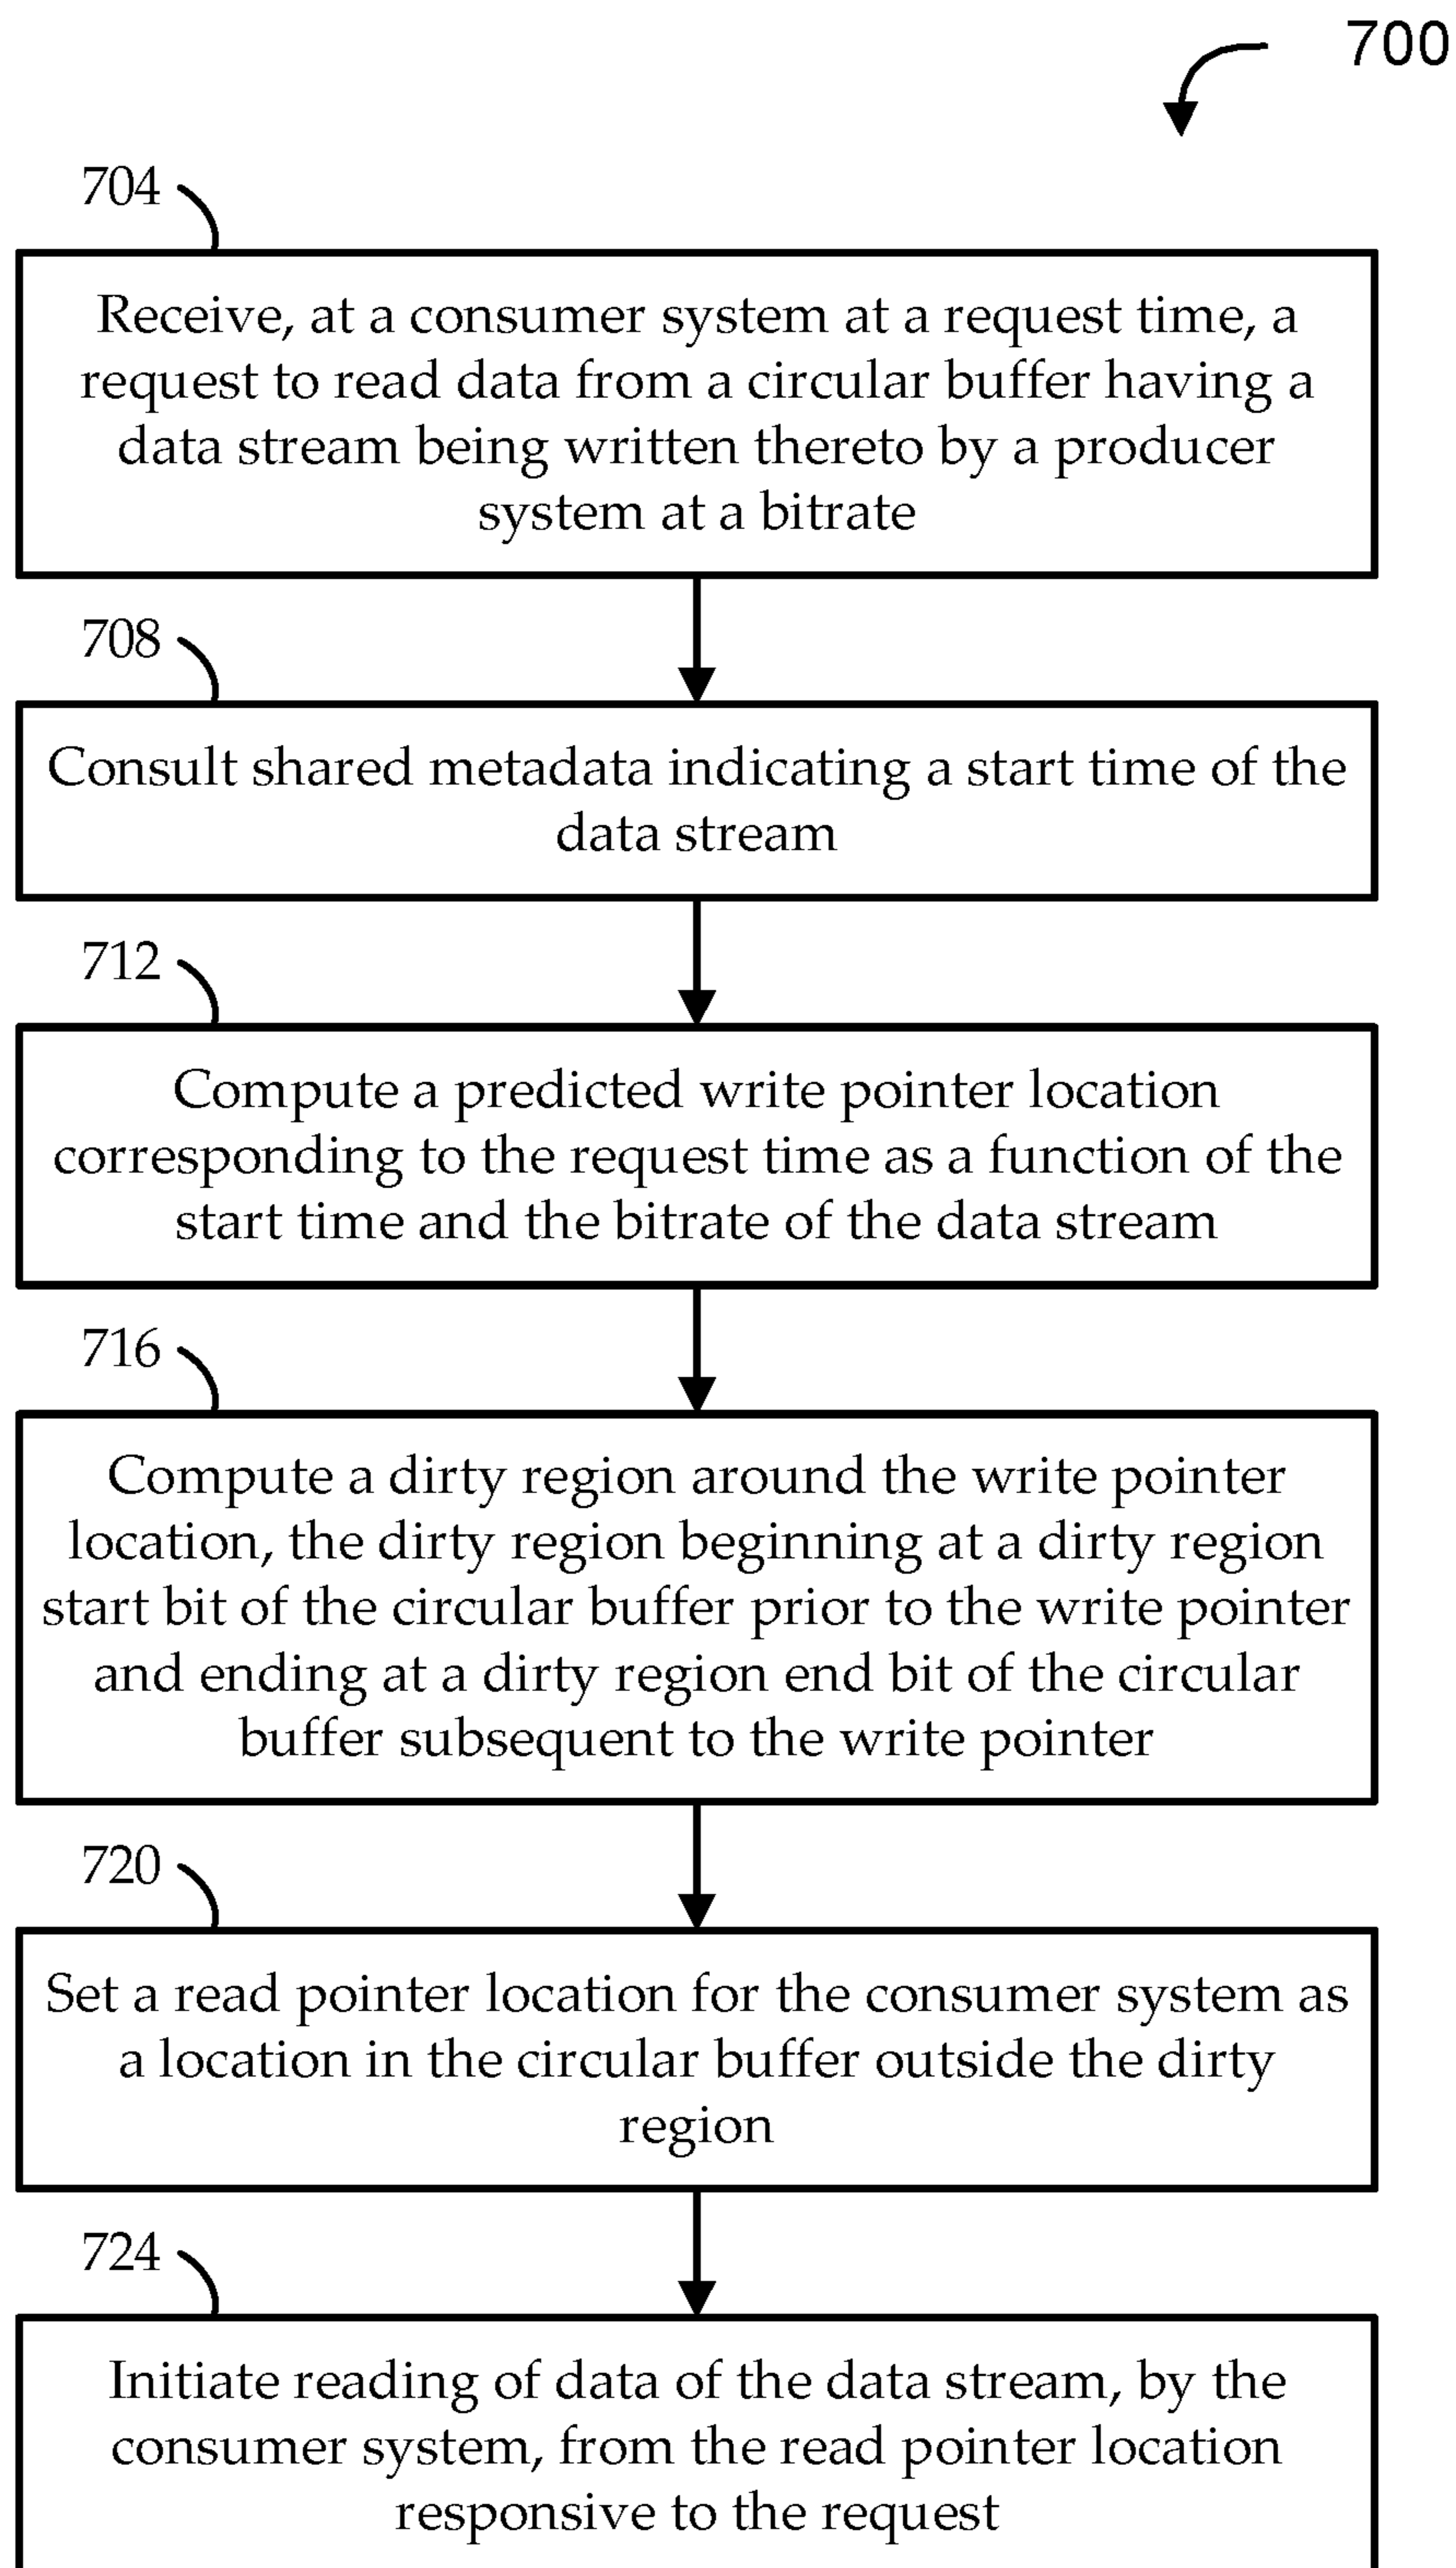 700
704
Receive, at a consumer system at a request time, a
request to read data from a circular buffer having a
data stream being written thereto by a producer
system at a bitrate
708
Consult shared metadata indicating a start time of the
data stream
712
Compute a predicted write pointer location
corresponding to the request time as a function of the
start time and the bitrate of the data stream
716
Compute a dirty region around the write pointer
location, the dirty region beginning at a dirty region
start bit of the circular buffer prior to the write pointer
and ending at a dirty region end bit of the circular
buffer subsequent to the write pointer
720
Set a read pointer location for the consumer system as
a location in the circular buffer outside the dirty
region
724
Initiate reading of data of the data stream, by the
consumer system, from the read pointer location
responsive to the request